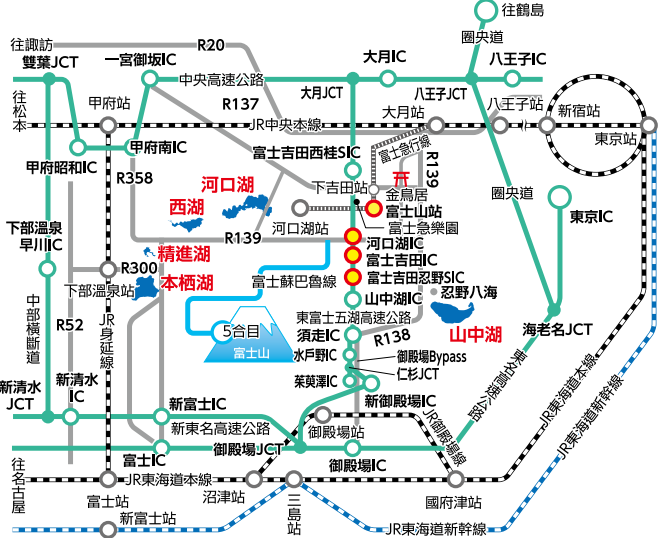 往鶴島
圈央道
往諏訪
R20
一宮御坂IC
大月IC
八王子IC
雙葉JCT
中央高速公路
大月JCT
八王子JCT
R137
往松本
甲府站
大月站
八王子站
新宿站
JR中央本線
東京站
甲府昭和IC
甲府南IC
富士吉田西桂SIC
富士急行線
R139
R358
下吉田站
金鳥居
圈央道
河口湖
富士山站
西湖
東京IC
河口湖站
富士急樂園
下部溫泉
早川IC
R139
河口湖IC
精進湖
富士吉田IC
R300
本栖湖
富士蘇巴魯線
富士吉田忍野SIC
下部溫泉站
忍野八海
山中湖IC
中部橫斷道
東富士五湖高速公路
山中湖
R52
JR身延線
5合目
須走IC
R138
海老名JCT
富士山
水戶野IC
御殿場Bypass
仁杉JCT
東名高速公路
新清水
JCT
新清水
IC
茱萸澤IC
新御殿場IC
JR東海道本線
JR東海道新幹線
新富士IC
新東名高速公路
御殿場站
JR御殿場線
御殿場JCT
富士IC
御殿場IC
往名古屋
JR東海道本線
富士站
沼津站
三島站
國府津站
新富士站
JR東海道新幹線